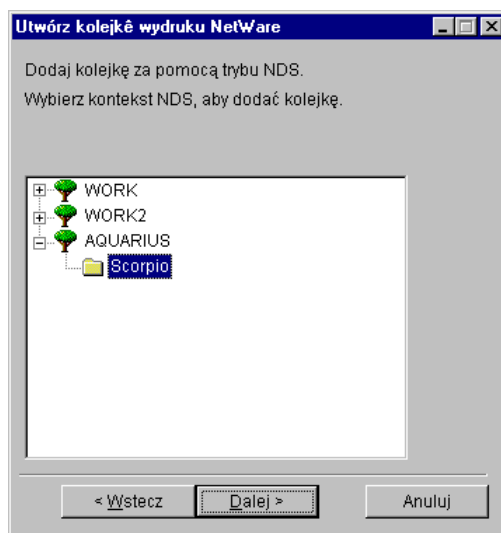 Utwórz kolejkê wydruku NetWare
Dodaj kolejkę za pomocą trybu NDS.
Wybierz kontekst NDS, aby dodać kolejkę.
WORK
WORK2
AQUARIUS
Scorpio
< Wstecz
Dalej >
Anuluj